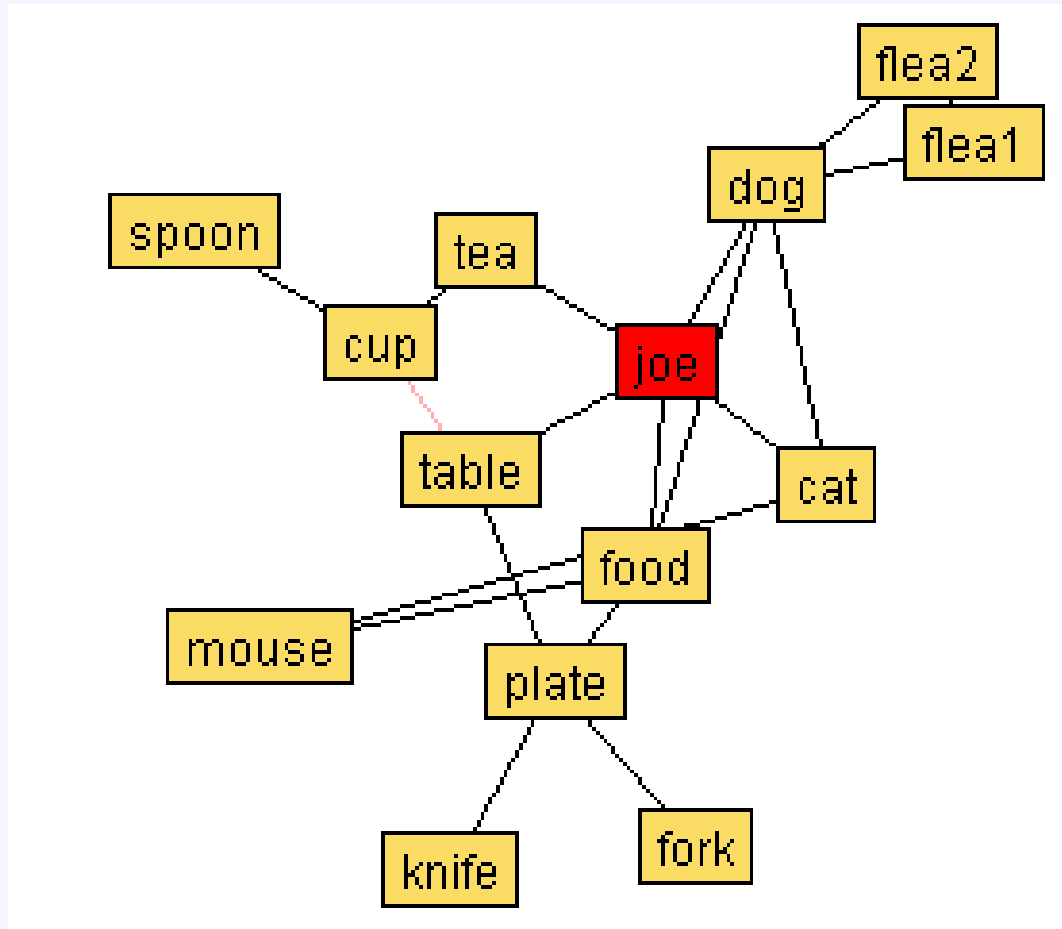 flea2
flea1
dog
spoon
tea
cup
joe
table
cat
food
mouse
plate
fork
knife